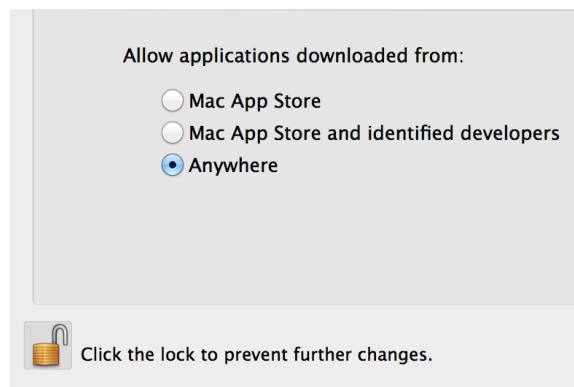 Allow applications downloaded from:
Mac App Store
Mac App Store and identified developers
Anywhere
Click the lock to prevent further changes.